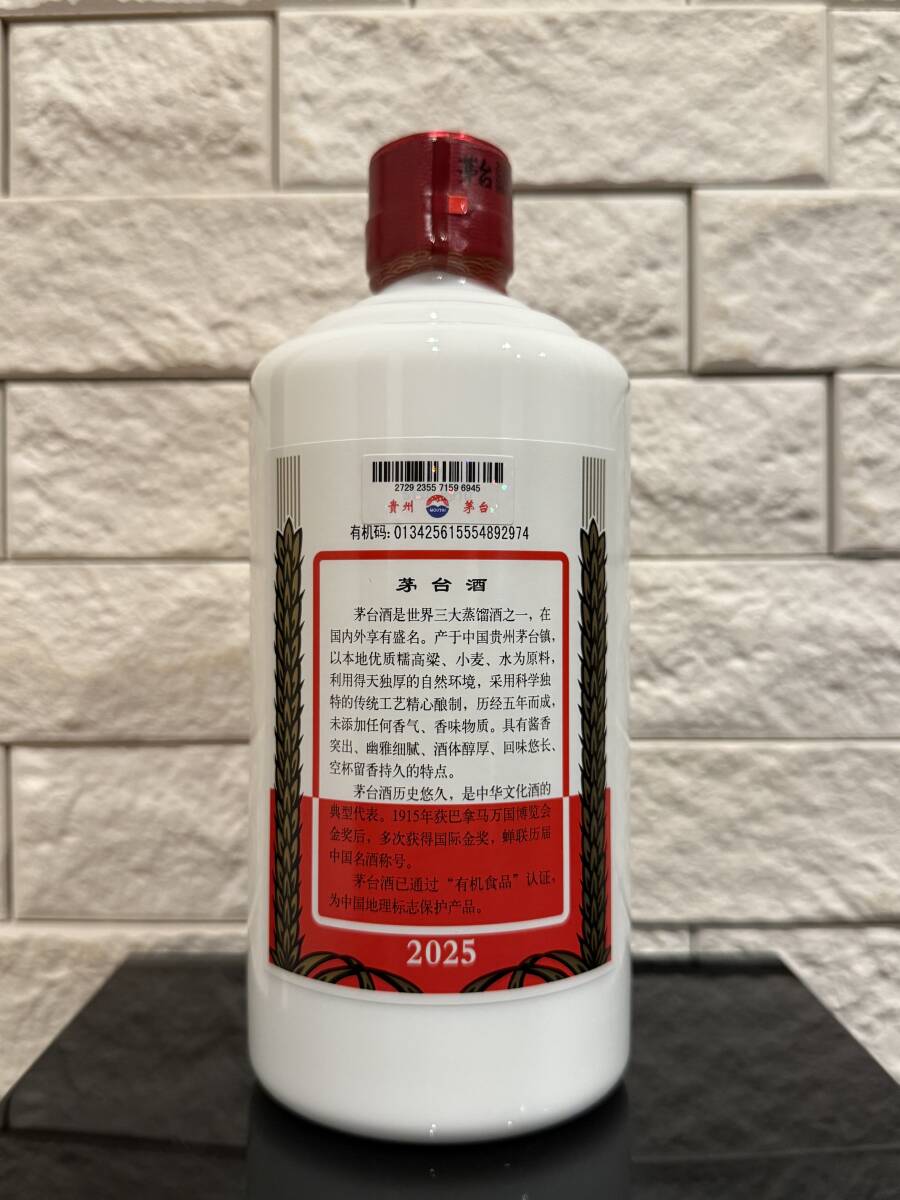 茅台
2729 2355 7159 6945
貴州 MOUTAI 茅台
有机码:013425615554892974
茅台酒
茅台酒是世界三大蒸馏酒之一，在
国内外享有盛名。产于中国贵州茅台镇，
以本地优质糯高粱、小麦、水为原料，
利用得天独厚的自然环境，采用科学独
特的传统工艺精心酿制，历经五年而成，
未添加任何香气、香味物质。具有酱香
突出、幽雅细腻、酒体醇厚、回味悠长、
空杯留香持久的特点。
茅台酒历史悠久，是中华文化酒的
典型代表。1915年获巴拿马万国博览会
金奖后，多次获得国际金奖，蝉联历届
中国名酒称号。
茅台酒已通过“有机食品”认证，
为中国地理标志保护产品。
2025